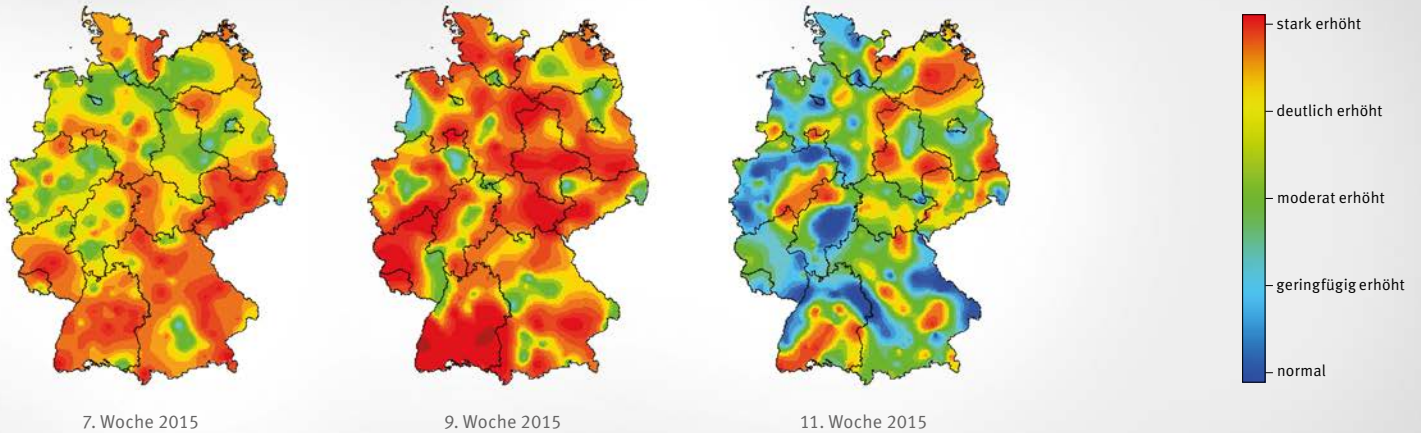 stark erhöht
deutlich erhöht
moderat erhöht
geringfügig erhöht
normal
7. Woche 2015
9. Woche 2015
11. Woche 2015